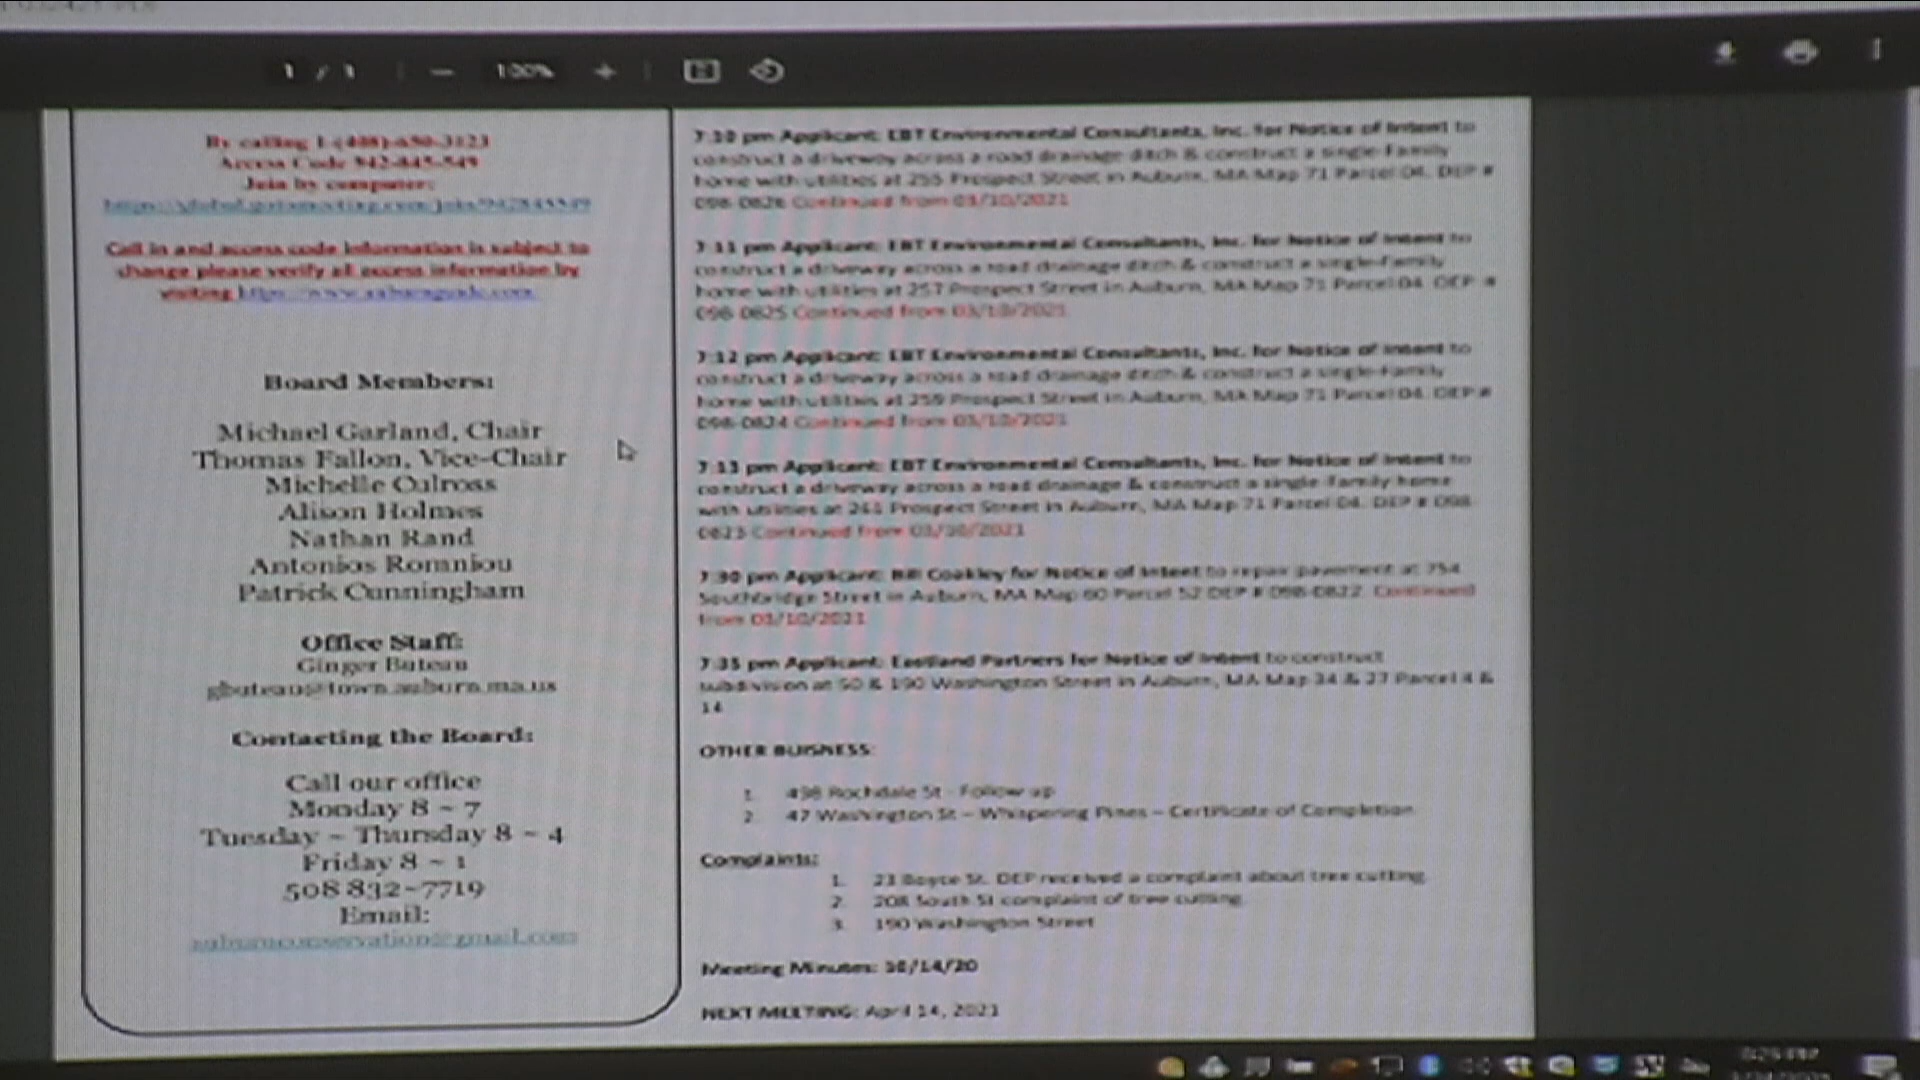 1 / 1
100%
By calling 1-(408)-650-3123
Access Code 942-845-549
Join by computer:
Call in and access code information is subject to
change please verify all access information by
visiting
Board Members:
Michael Garland, Chair
Thomas Fallon, Vice-Chair
Michelle Calross
Alison Holmes
Nathan Rand
Antonios Romniou
Patrick Cunningham
Office Staff:
Ginger Buteau
gbuteau@town.auburn.ma.us
Contacting the Board:
Call our office
Monday 8 ~ 7
Tuesday ~ Thursday 8 ~ 4
Friday 8 ~ 1
508 832-7719
Email:
auburnconservation@gmail.com
7:10 pm Applicant: EBT Environmental Consultants, Inc. for Notice of Intent to
construct a driveway across a road drainage ditch & construct a single-family
home with utilities at 255 Prospect Street in Auburn, MA Map 71 Parcel 04. DEP #
098-0826 Continued from 03/10/2021
7:11 pm Applicant: EBT Environmental Consultants, Inc. for Notice of Intent to
construct a driveway across a road drainage ditch & construct a single-family
home with utilities at 257 Prospect Street in Auburn, MA Map 71 Parcel 04. DEP #
098-0825 Continued from 03/10/2021
7:12 pm Applicant: EBT Environmental Consultants, Inc. for Notice of Intent to
construct a driveway across a road drainage ditch & construct a single-family
home with utilities at 259 Prospect Street in Auburn, MA Map 71 Parcel 04. DEP #
098-0824 Continued from 03/10/2021
7:13 pm Applicant: EBT Environmental Consultants, Inc. for Notice of Intent to
construct a driveway across a road drainage & construct a single-family home
with utilities at 261 Prospect Street in Auburn, MA Map 71 Parcel 04. DEP # 098-
0823 Continued from 03/10/2021
7:30 pm Applicant: Bill Coakley for Notice of Intent to repair pavement at 754
Southbridge Street in Auburn, MA Map 60 Parcel 52 DEP # 098-0822. Continued
from 03/10/2021
7:35 pm Applicant: Eastland Partners for Notice of Intent to construct
subdivision at 50 & 190 Washington Street in Auburn, MA Map 34 & 27 Parcel 4 &
14
OTHER BUISNESS:
1. 498 Rochdale St - Follow up
2. 47 Washington St – Whispering Pines – Certificate of Completion
Complaints:
1. 23 Boyce St. DEP received a complaint about tree cutting
2. 208 South St complaint of tree cutting
3. 190 Washington Street
Meeting Minutes: 10/14/20
NEXT MEETING: April 14, 2021